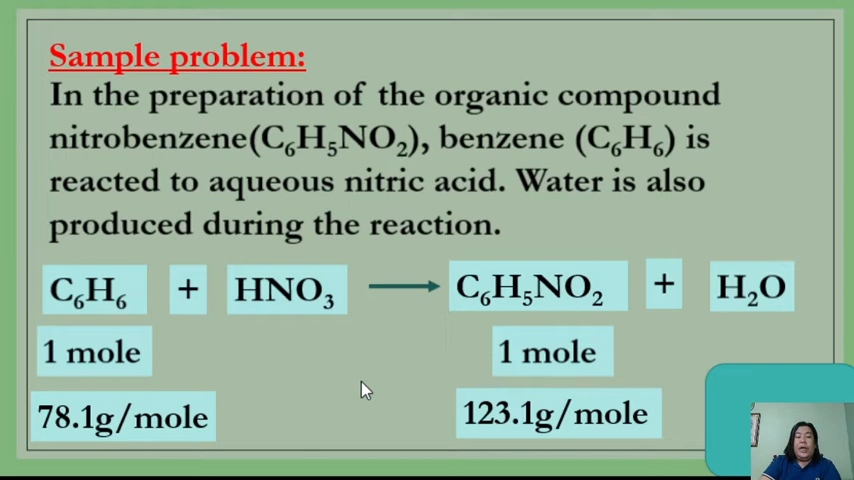 Sample problem:
In the preparation of the organic compound
nitrobenzene(C₆H₅NO₂), benzene (C₆H₆) is
reacted to aqueous nitric acid. Water is also
produced during the reaction.
C₆H₆ + HNO₃ → C₆H₅NO₂ + H₂O
1 mole 1 mole
78.1g/mole 123.1g/mole